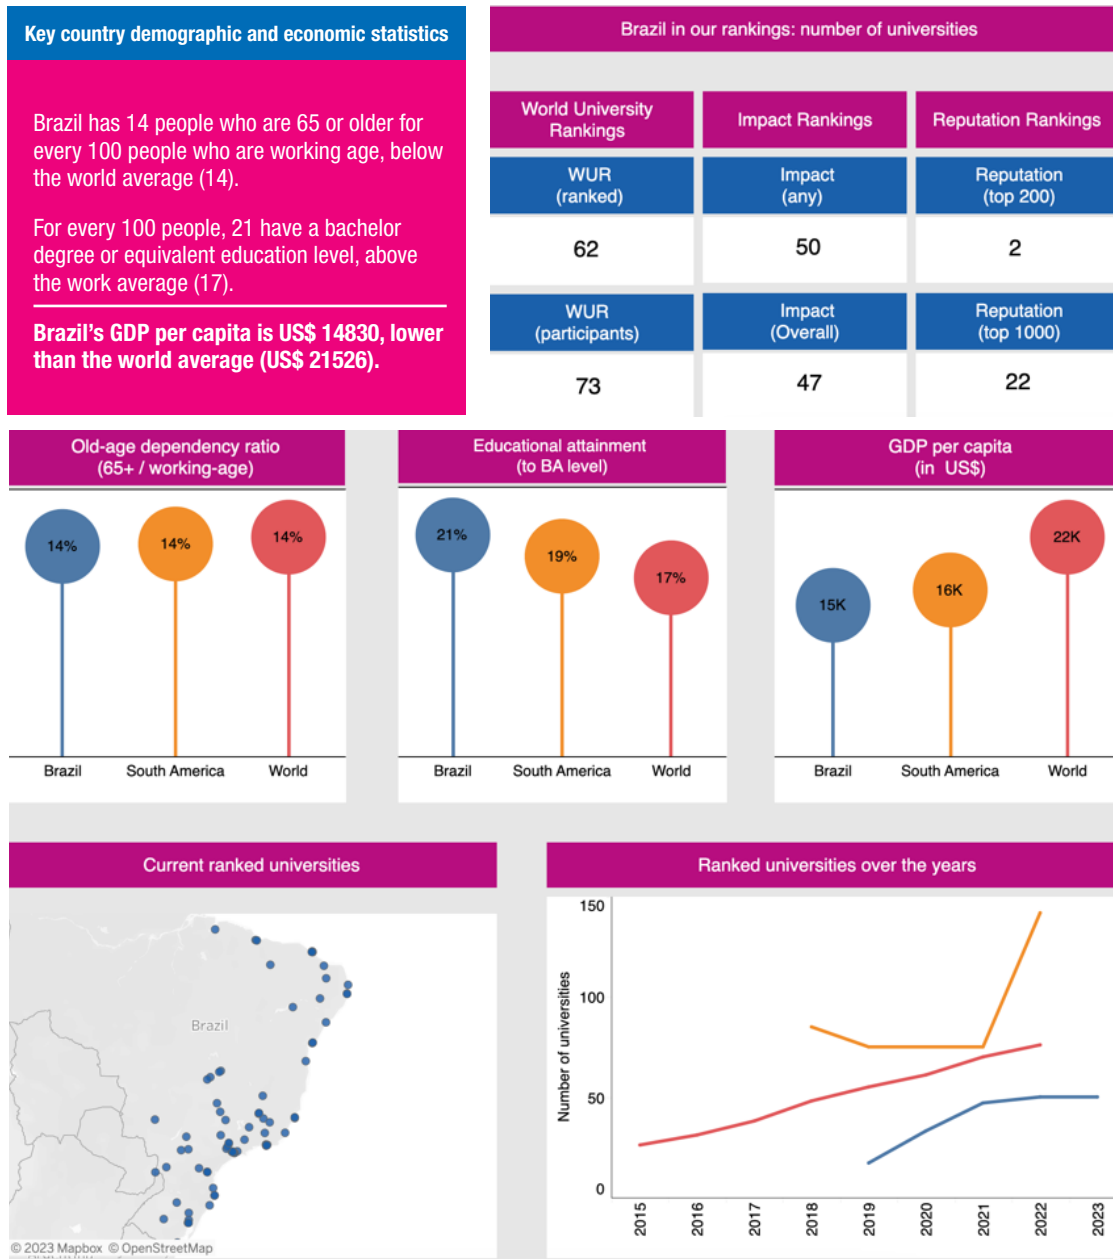 Key country demographic and economic statistics
Brazil has 14 people who are 65 or older for
every 100 people who are working age, below
the world average (14).
For every 100 people, 21 have a bachelor
degree or equivalent education level, above
the work average (17).
Brazil's GDP per capita is US$ 14830, lower
than the world average (US$ 21526).
Brazil in our rankings: number of universities
World University
Rankings
Impact Rankings
Reputation Rankings
WUR
(ranked)
Impact
(any)
Reputation
(top 200)
62
50
2
WUR
(participants)
Impact
(Overall)
Reputation
(top 1000)
73
47
22
Old-age dependency ratio
(65+ / working-age)
14%
14%
14%
Brazil
South America
World
Educational attainment
(to BA level)
21%
19%
17%
Brazil
South America
World
GDP per capita
(in US$)
15K
16K
22K
Brazil
South America
World
Current ranked universities
Brazil
© 2023 Mapbox © OpenStreetMap
Ranked universities over the years
Number of universities
150
100
50
0
2015
2016
2017
2018
2019
2020
2021
2022
2023